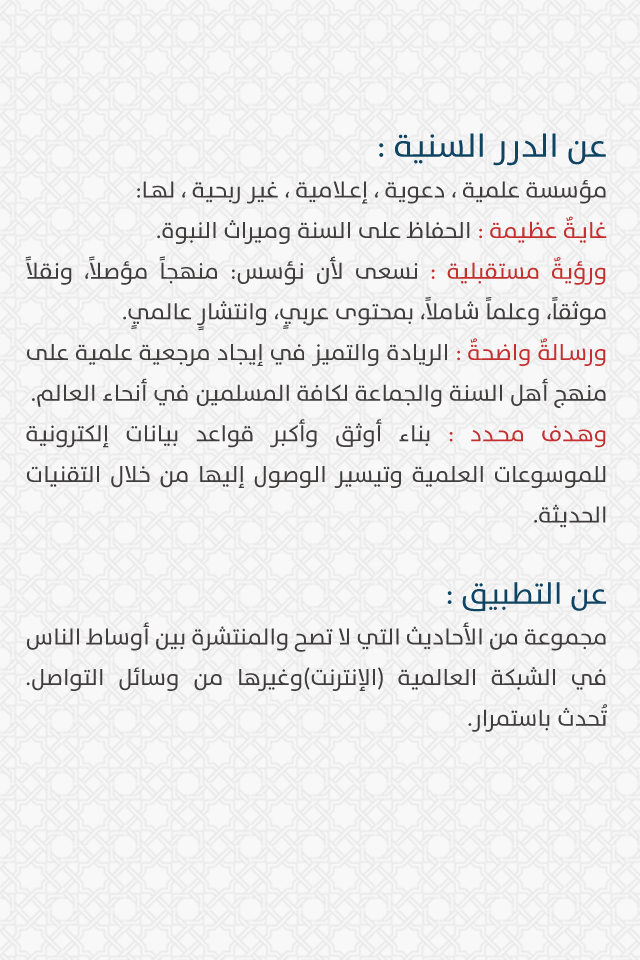 عن الدرر السنية :
مؤسسة علمية ، دعوية ، إعلامية ، غير ربحية ، لها:
غايةٌ عظيمة : الحفاظ على السنة وميراث النبوة.
ورؤيةٌ مستقبلية : نسعى لأن نؤسس: منهجاً مؤصلاً، ونقلاً
موثقاً، وعلماً شاملاً، بمحتوى عربيٍ، وانتشارٍ عالميٍ.
ورسالةٌ واضحةٌ : الريادة والتميز في إيجاد مرجعية علمية على
منهج أهل السنة والجماعة لكافة المسلمين في أنحاء العالم.
وهدف محدد : بناء أوثق وأكبر قواعد بيانات إلكترونية
للموسوعات العلمية وتيسير الوصول إليها من خلال التقنيات
الحديثة.
عن التطبيق :
مجموعة من الأحاديث التي لا تصح والمنتشرة بين أوساط الناس
في الشبكة العالمية (الإنترنت)وغيرها من وسائل التواصل.
تُحدث باستمرار.